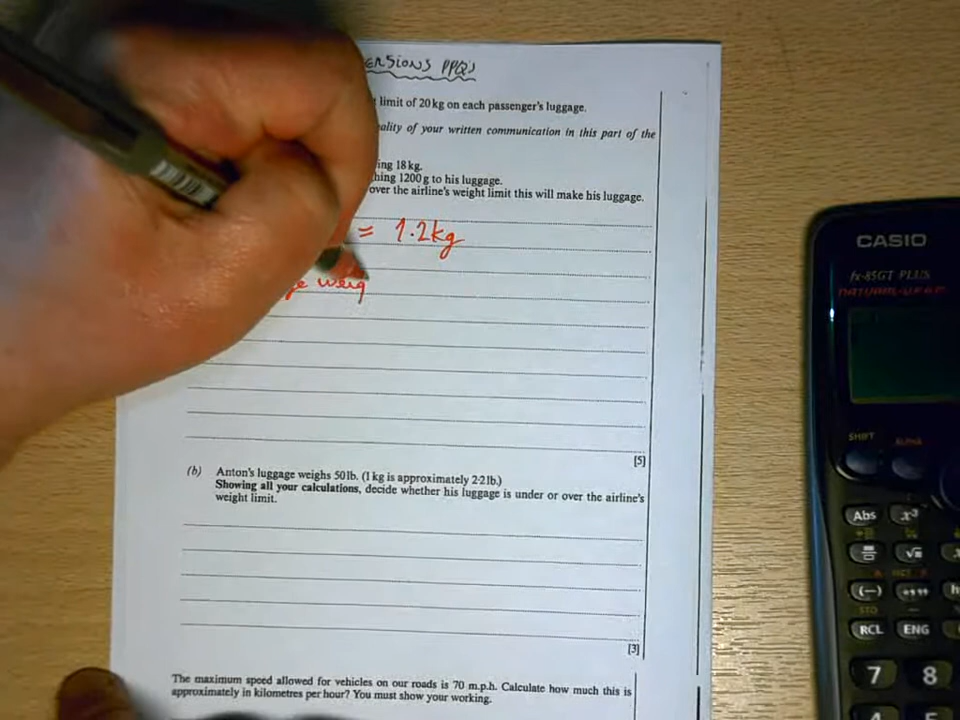 PPQ's
limit of 20 kg on each passenger's luggage.
of your written communication in this part of the
18 kg.
1200 g to his luggage.
over the airline's weight limit this will make his luggage.
= 1.2kg
weig
[5]
(b) Anton's luggage weighs 50 lb. (1 kg is approximately 2·2 lb.)
Showing all your calculations, decide whether his luggage is under or over the airline's
weight limit.
[3]
The maximum speed allowed for vehicles on our roads is 70 m.p.h. Calculate how much this is
approximately in kilometres per hour? You must show your working.
CASIO
fx-85GT PLUS
NATURAL-V.P.A.M.
SHIFT ALPHA
Abs x³
√
(−)
STO
RCL ENG
7 8